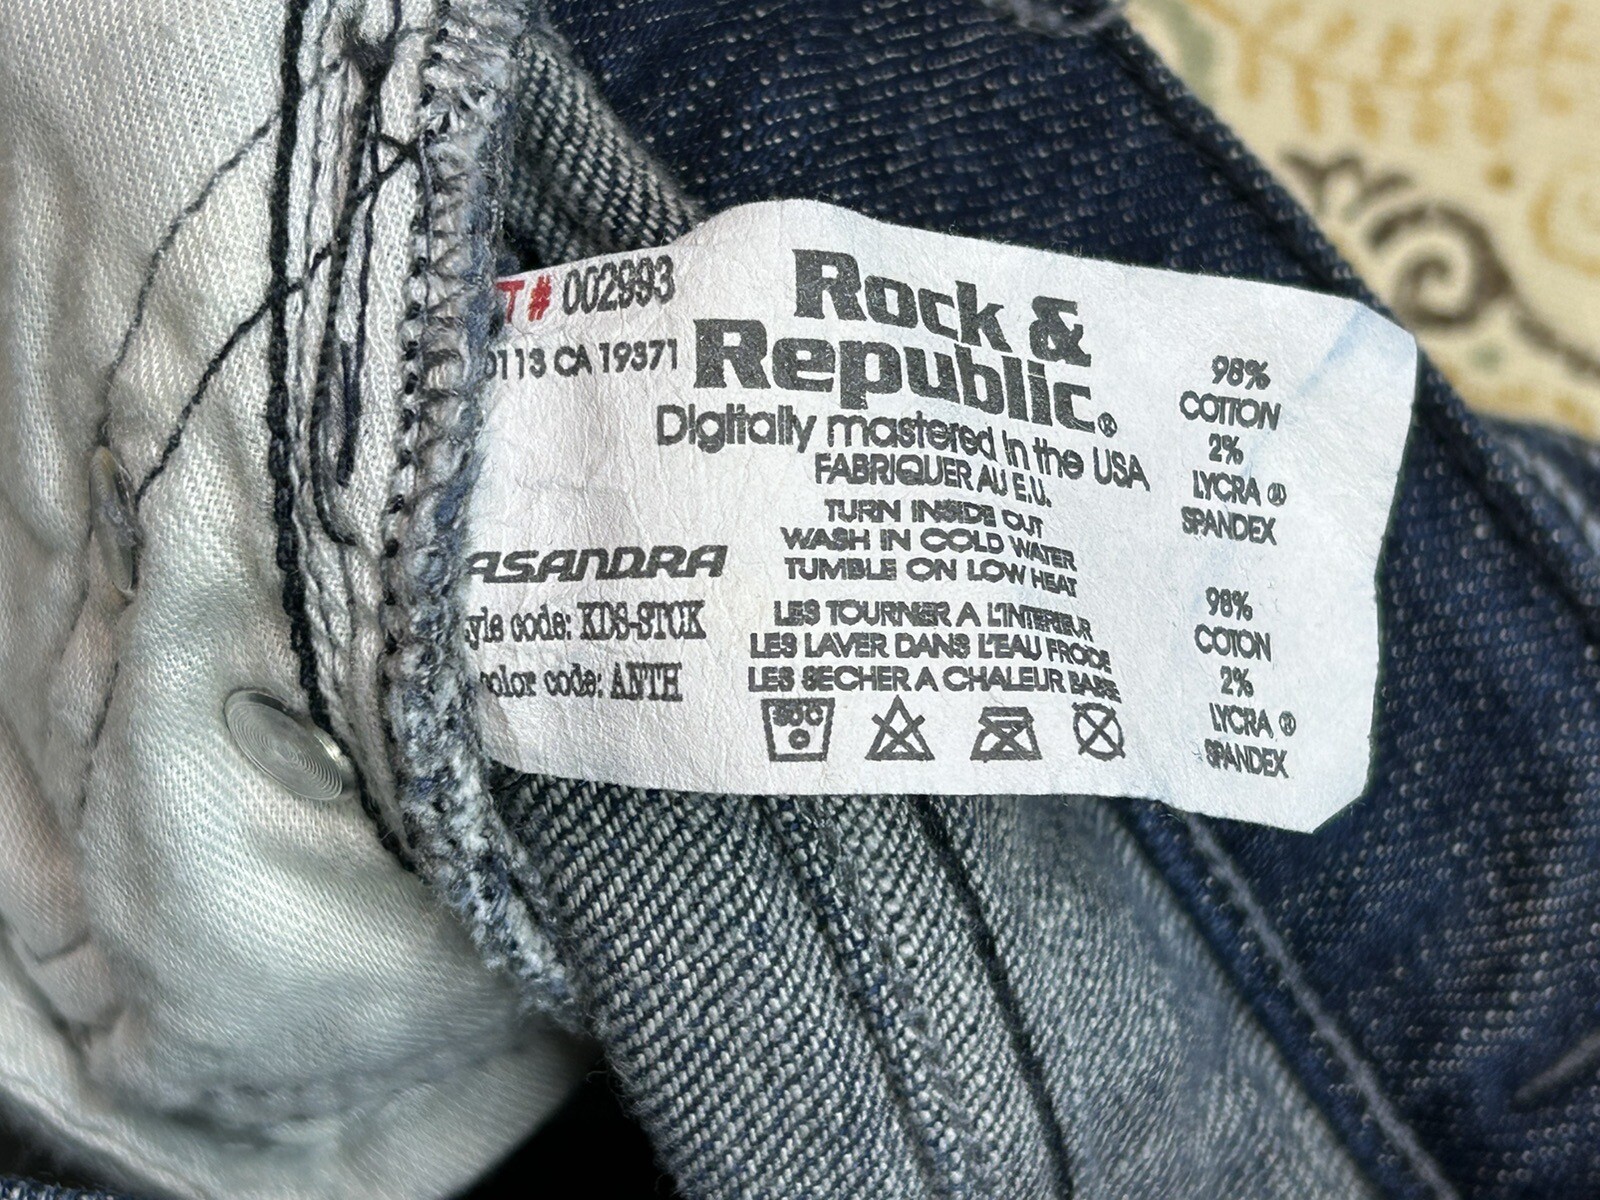 T# 002993
0113 CA 19371
ASANDRA
yle code: KDS-STCK
color code: ANTH
Rock &
Republic®
Digitally mastered in the USA
FABRIQUER AU E.U.
TURN INSIDE OUT
WASH IN COLD WATER
TUMBLE ON LOW HEAT
LES TOURNER A L'INTERIEUR
LES LAVER DANS L'EAU FRODE
LES SECHER A CHALEUR BASSE
98%
COTTON
2%
LYCRA ®
SPANDEX
98%
COTON
2%
LYCRA ®
SPANDEX